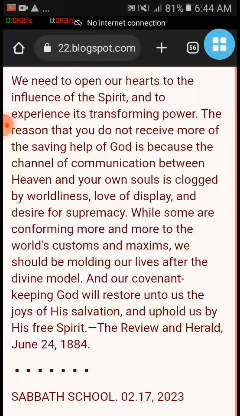 81% 6:44 AM
O:0KB/s U:0KB/s No internet connection
22.blogspot.com
56
We need to open our hearts to the
influence of the Spirit, and to
experience its transforming power. The
reason that you do not receive more of
the saving help of God is because the
channel of communication between
Heaven and your own souls is clogged
by worldliness, love of display, and
desire for supremacy. While some are
conforming more and more to the
world's customs and maxims, we
should be molding our lives after the
divine model. And our covenant-
keeping God will restore unto us the
joys of His salvation, and uphold us by
His free Spirit.—The Review and Herald,
June 24, 1884.
▪ ▪ ▪ ▪ ▪ ▪ ▪
SABBATH SCHOOL. 02.17, 2023